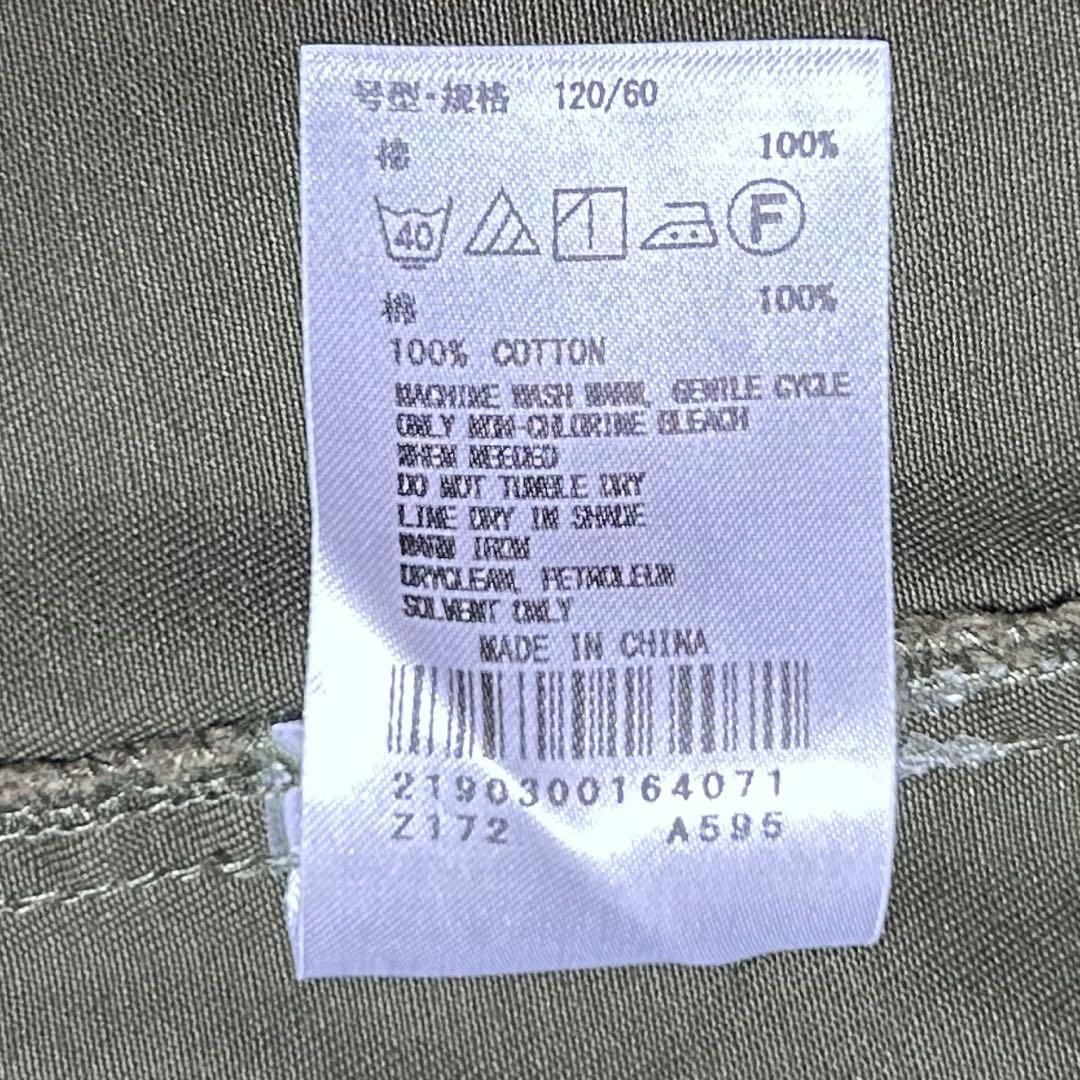 号型·規格 120/60
棉 100%
40 F
棉 100%
100% COTTON
MACHINE WASH WARM, GENTLE CYCLE
ONLY NON-CHLORINE BLEACH
WHEN NEEDED
DO NOT TUMBLE DRY
LINE DRY IN SHADE
WARM IRON
DRYCLEAN, PETROLEUM
SOLVENT ONLY
MADE IN CHINA
2190300164071
Z172 A595